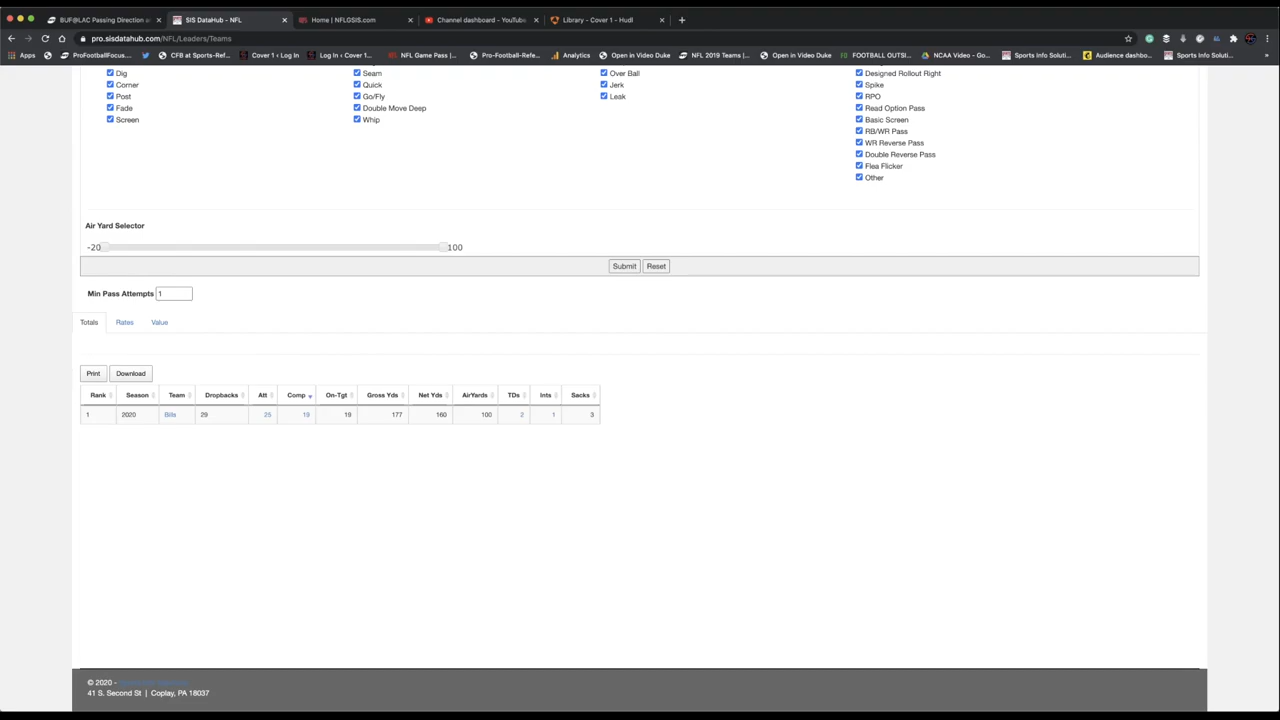 BUF@LAC Passing Direction a
SIS DataHub - NFL
Home | NFLGSIS.com
Channel dashboard - YouTube
Library - Cover 1 - Hudl
pro.sisdatahub.com/NFL/Leaders/Teams
Apps
ProFootballFocus...
CFB at Sports-Ref...
Cover 1 ‹ Log In
Log In ‹ Cover 1...
NFL Game Pass |...
Pro-Football-Refe...
Analytics
Open in Video Duke
NFL 2019 Teams |...
Open in Video Duke
FOOTBALL OUTSI...
NCAA Video - Go...
Sports Info Soluti...
Audience dashbo...
Sports Info Soluti...
Dig
Seam
Over Ball
Designed Rollout Right
Corner
Quick
Jerk
Spike
Post
Go/Fly
Leak
RPO
Fade
Double Move Deep
Read Option Pass
Screen
Whip
Basic Screen
RB/WR Pass
WR Reverse Pass
Double Reverse Pass
Flea Flicker
Other
Air Yard Selector
-20 100
Submit Reset
Min Pass Attempts 1
Totals Rates Value
Print Download
Rank Season Team Dropbacks Att Comp On-Tgt Gross Yds Net Yds AirYards TDs Ints Sacks
1 2020 Bills 29 25 19 19 177 160 100 2 1 3
© 2020 -
41 S. Second St | Coplay, PA 18037